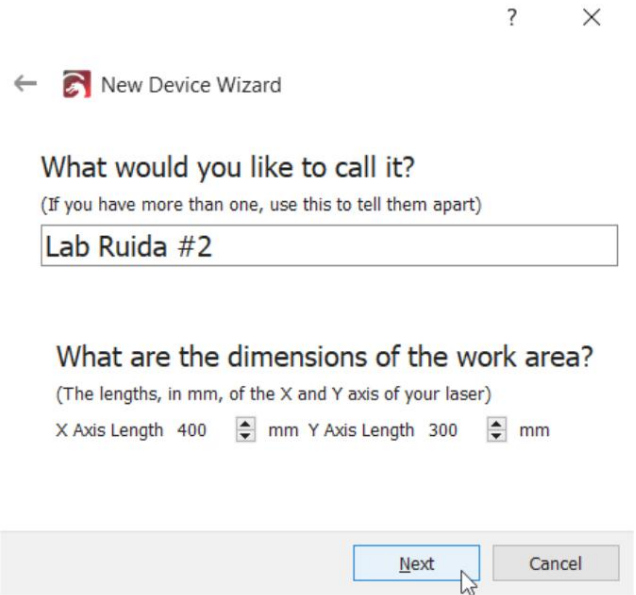 ?
New Device Wizard
What would you like to call it?
(If you have more than one, use this to tell them apart)
Lab Ruida #2
What are the dimensions of the work area?
(The lengths, in mm, of the X and Y axis of your laser)
X Axis Length 400 mm Y Axis Length 300 mm
Next Cancel